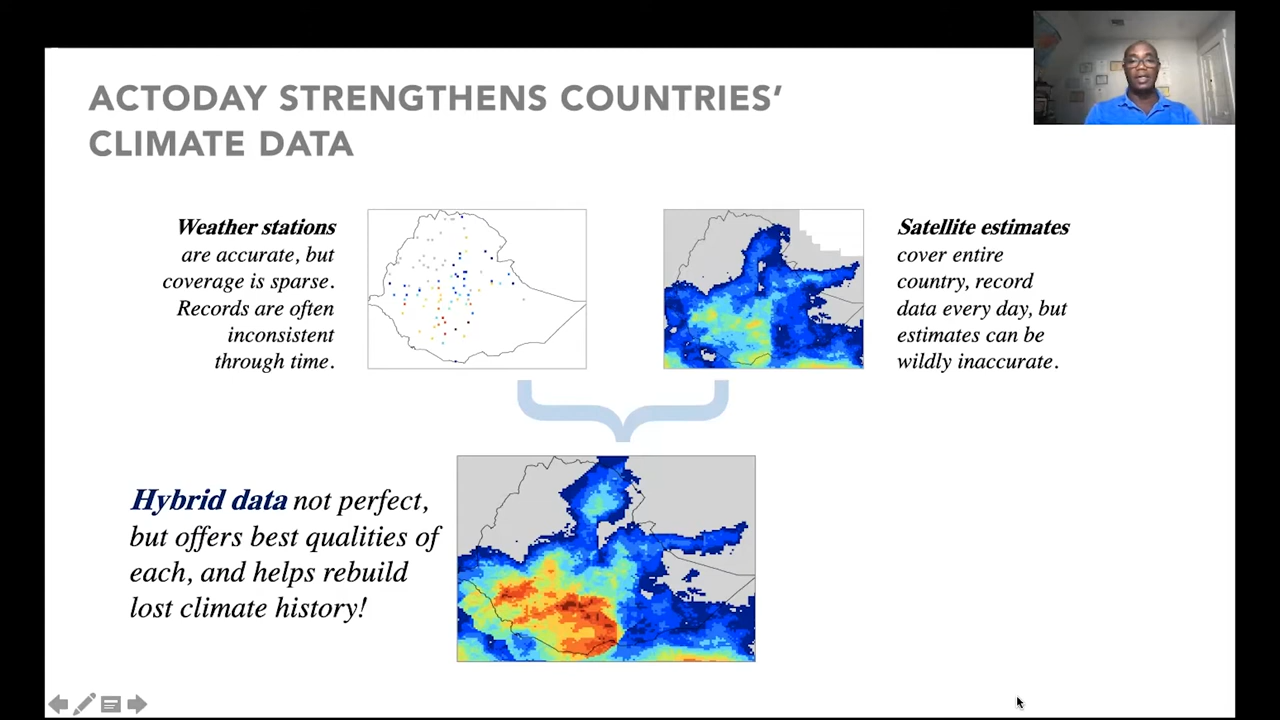 ACTODAY STRENGTHENS COUNTRIES’
CLIMATE DATA
Weather stations
are accurate, but
coverage is sparse.
Records are often
inconsistent
through time.
Satellite estimates
cover entire
country, record
data every day, but
estimates can be
wildly inaccurate.
Hybrid data not perfect,
but offers best qualities of
each, and helps rebuild
lost climate history!